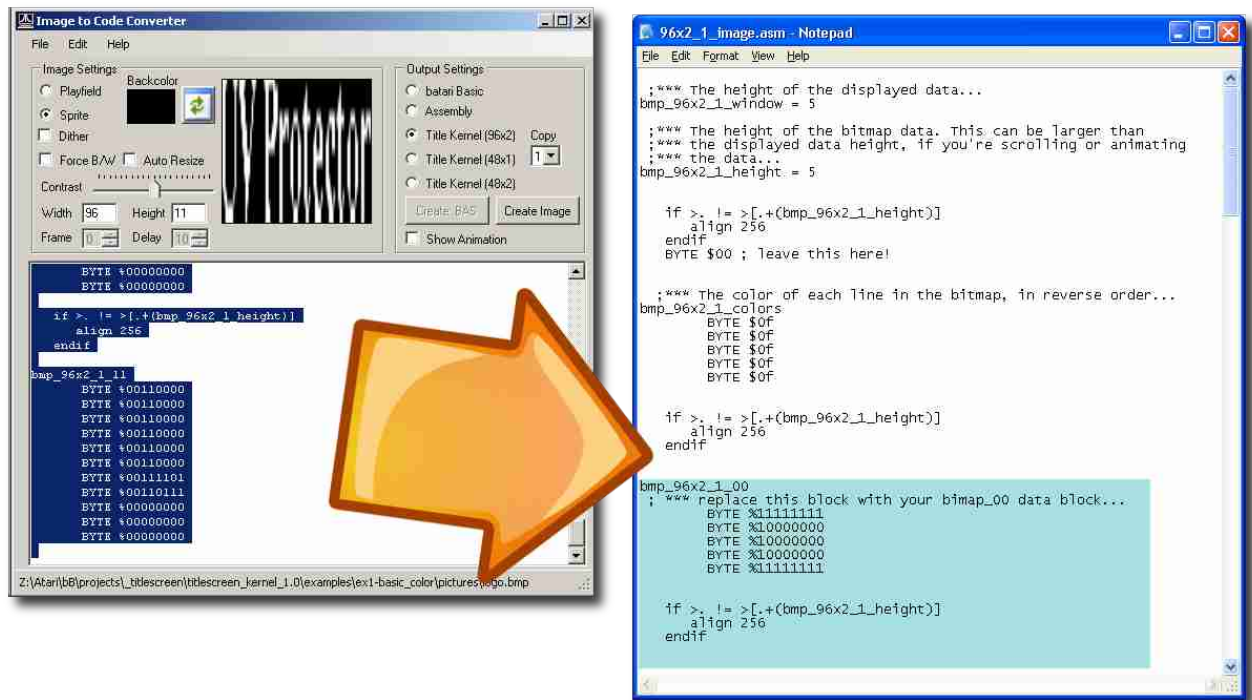 Image to Code Converter
File Edit Help
Image Settings
Playfield
Backcolor
Sprite
Dither
Force B/W Auto Resize
Contrast
Width 96 Height 11
Frame 0 Delay 10
UV Protector
Output Settings
batari Basic
Assembly
Title Kernel (96x2) Copy
Title Kernel (48x1) 1
Title Kernel (48x2)
Create .BAS Create Image
Show Animation
BYTE %00000000
BYTE %00000000
if >. != >[.+(bmp_96x2_1_height)]
align 256
endif
bmp_96x2_1_11
BYTE %00110000
BYTE %00110000
BYTE %00110000
BYTE %00110000
BYTE %00110000
BYTE %00110000
BYTE %00111101
BYTE %00110111
BYTE %00000000
BYTE %00000000
BYTE %00000000
Z:\Atari\bB\projects\_titlescreen\titlescreen_kernel_1.0\examples\ex1-basic_color\pictures\logo.bmp
96x2_1_image.asm - Notepad
File Edit Format View Help
;*** The height of the displayed data...
bmp_96x2_1_window = 5
;*** The height of the bitmap data. This can be larger than
;*** the displayed data height, if you're scrolling or animating
;*** the data...
bmp_96x2_1_height = 5
if >. != >[.+(bmp_96x2_1_height)]
align 256
endif
BYTE $00 ; leave this here!
;*** The color of each line in the bitmap, in reverse order...
bmp_96x2_1_colors
BYTE $0f
BYTE $0f
BYTE $0f
BYTE $0f
BYTE $0f
if >. != >[.+(bmp_96x2_1_height)]
align 256
endif
bmp_96x2_1_00
; *** replace this block with your bimap_00 data block...
BYTE %11111111
BYTE %10000000
BYTE %10000000
BYTE %10000000
BYTE %11111111
if >. != >[.+(bmp_96x2_1_height)]
align 256
endif